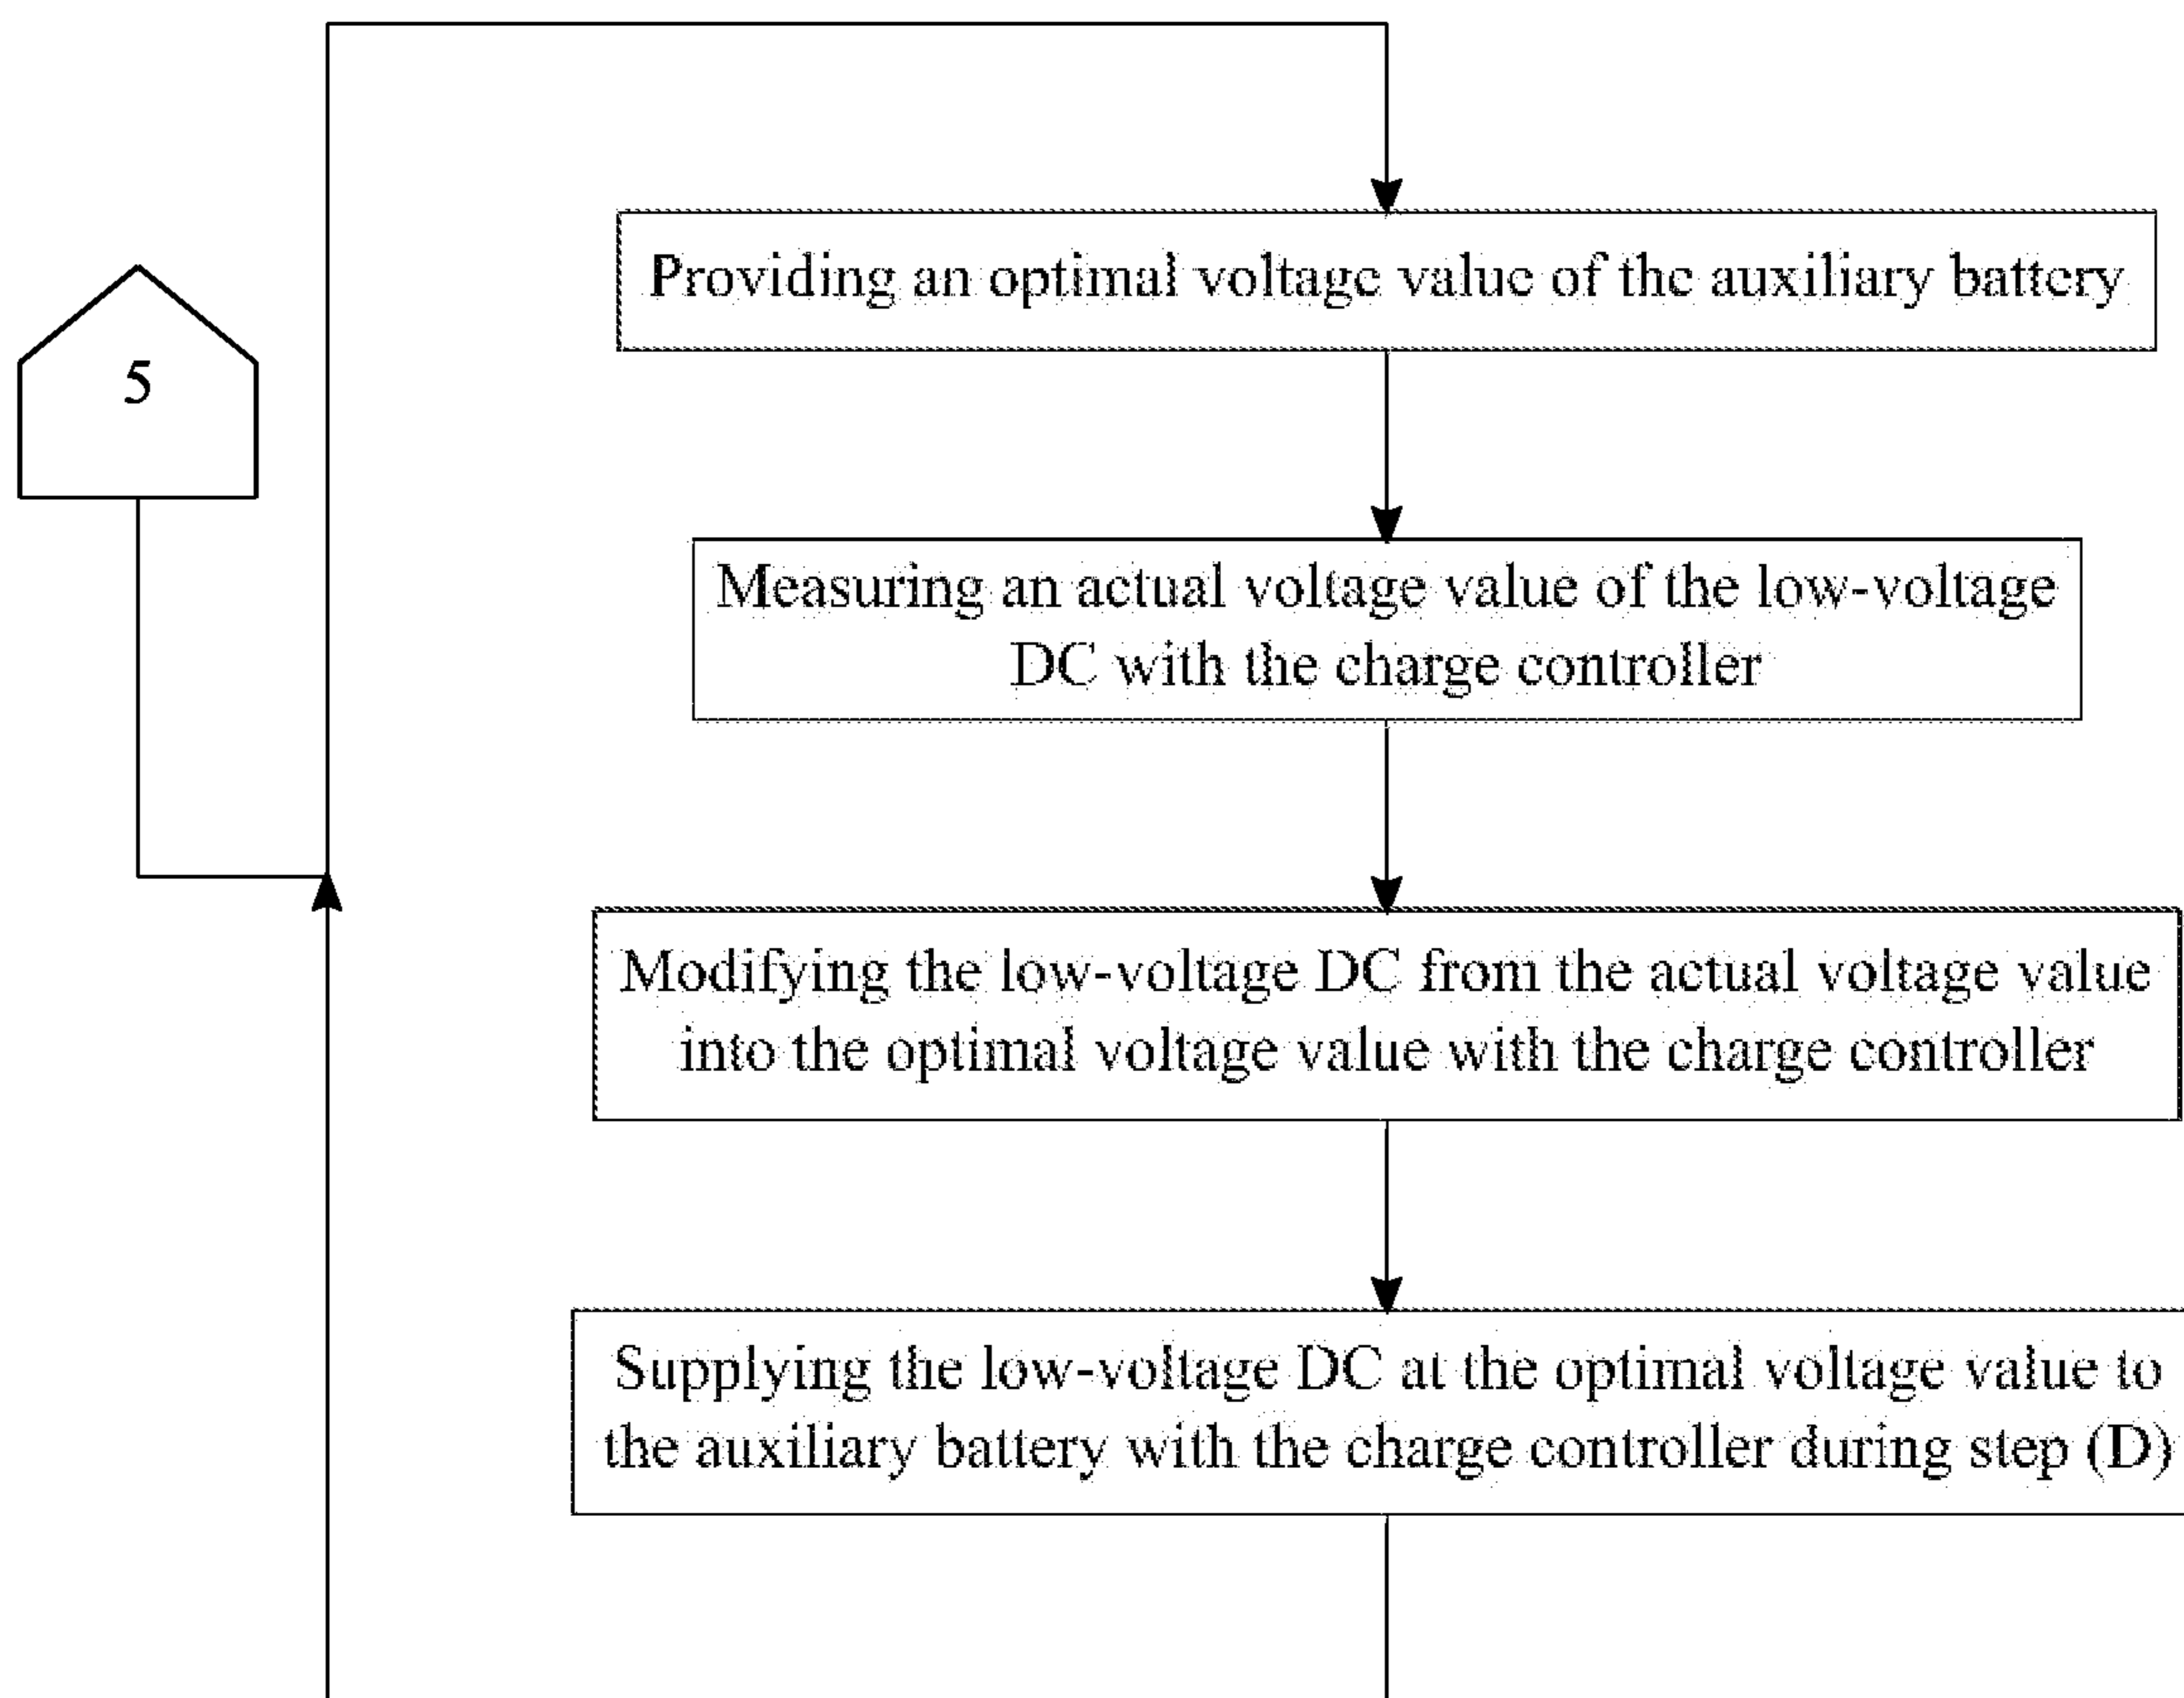 5
Providing an optimal voltage value of the auxiliary battery
Measuring an actual voltage value of the low-voltage
DC with the charge controller
Modifying the low-voltage DC from the actual voltage value
into the optimal voltage value with the charge controller
Supplying the low-voltage DC at the optimal voltage value to
the auxiliary battery with the charge controller during step (D)